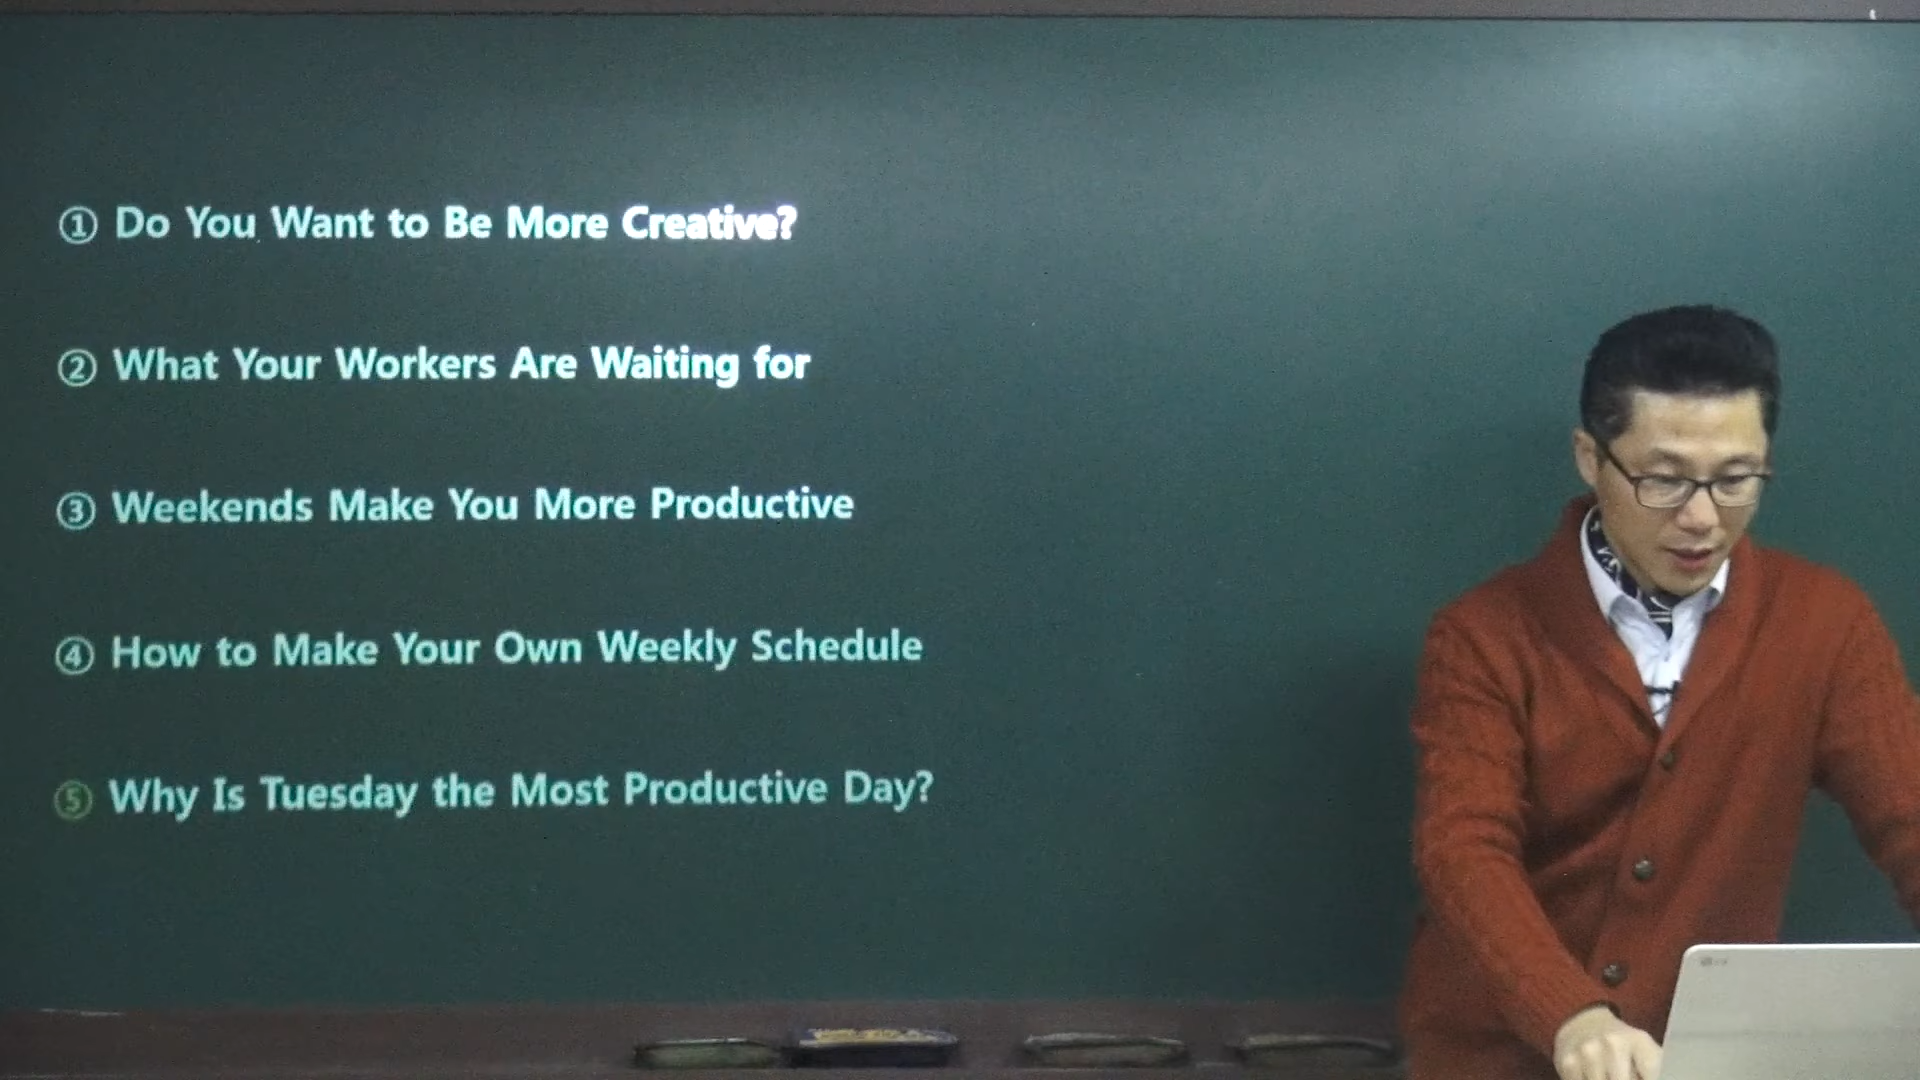 ① Do You Want to Be More Creative?
② What Your Workers Are Waiting for
③ Weekends Make You More Productive
④ How to Make Your Own Weekly Schedule
⑤ Why Is Tuesday the Most Productive Day?